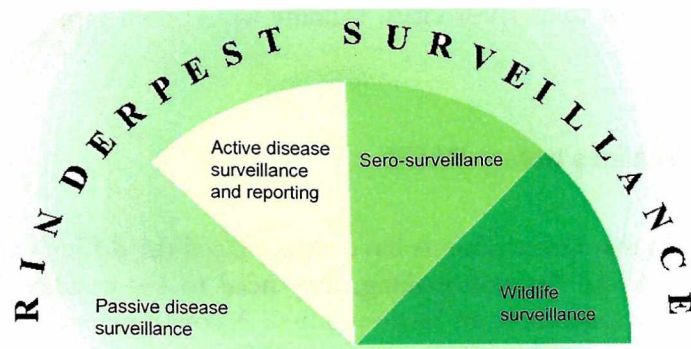 RINDERPEST SURVEILLANCE
Active disease
surveillance
and reporting
Sero-surveillance
Passive disease
surveillance
Wildlife
surveillance